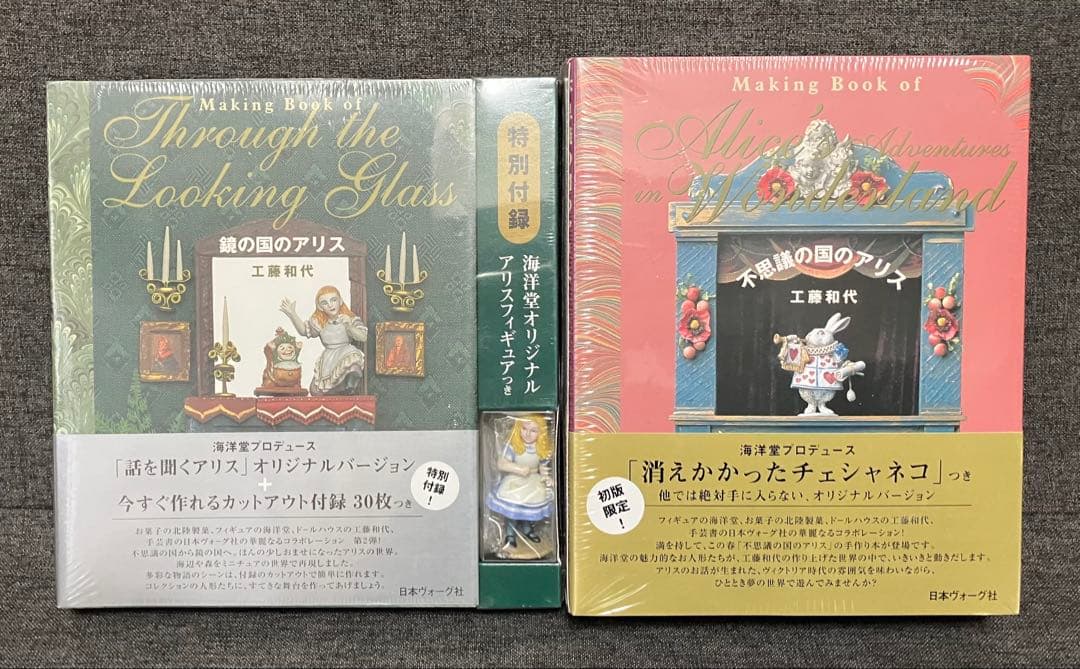 Making Book of
Through the
Looking Glass
鏡の国のアリス
工藤和代
海洋堂プロデュース
「話を聞くアリス」オリジナルバージョン
+
今すぐ作れるカットアウト付録 30枚つき
特別付録!
お菓子の北陸製菓、フィギュアの海洋堂、ドールハウスの工藤和代、
手芸書の日本ヴォーグ社の華麗なるコラボレーション 第2弾!
不思議の国から鏡の国へ。ほんの少しおませになったアリスの世界。
海辺や森をミニチュアの世界で再現しました。
多彩な物語のシーンは、付録のカットアウトで簡単に作れます。
コレクションの人形たちに、すてきな舞台を作ってあげましょう。
日本ヴォーグ社
特別付録
海洋堂オリジナル
アリスフィギュアつき
Making Book of
Alice's Adventures
in Wonderland
不思議の国のアリス
工藤和代
海洋堂プロデュース
「消えかかったチェシャネコ」つき
他では絶対手に入らない、オリジナルバージョン
初版限定!
フィギュアの海洋堂、お菓子の北陸製菓、ドールハウスの工藤和代、
手芸書の日本ヴォーグ社の華麗なるコラボレーション!
満を持して、この春「不思議の国のアリス」の手作り本が登場です。
海洋堂の魅力的なお人形たちが、工藤和代の作り上げた世界の中で、いきいきと動きだします。
アリスのお話が生まれた、ヴィクトリア時代の雰囲気を味わいながら、
ひととき夢の世界で遊んでみませんか?
日本ヴォーグ社